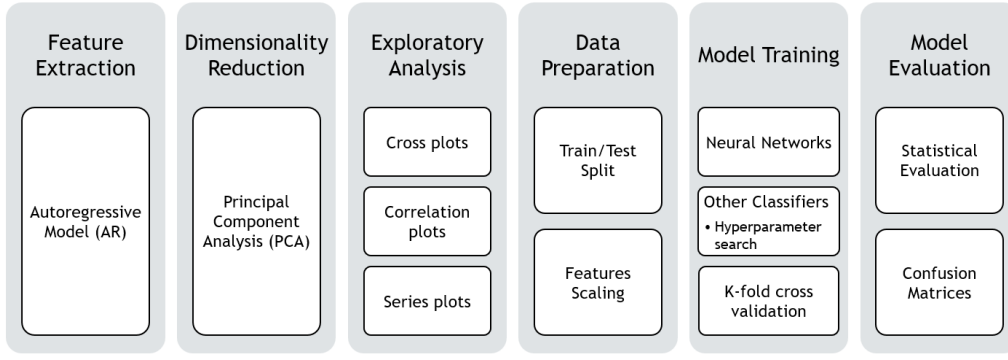 Feature
Extraction
Autoregressive
Model (AR)
Dimensionality
Reduction
Principal
Component
Analysis (PCA)
Exploratory
Analysis
Cross plots
Correlation
plots
Series plots
Data
Preparation
Train/Test
Split
Features
Scaling
Model Training
Neural Networks
Other Classifiers
• Hyperparameter
search
K-fold cross
validation
Model
Evaluation
Statistical
Evaluation
Confusion
Matrices